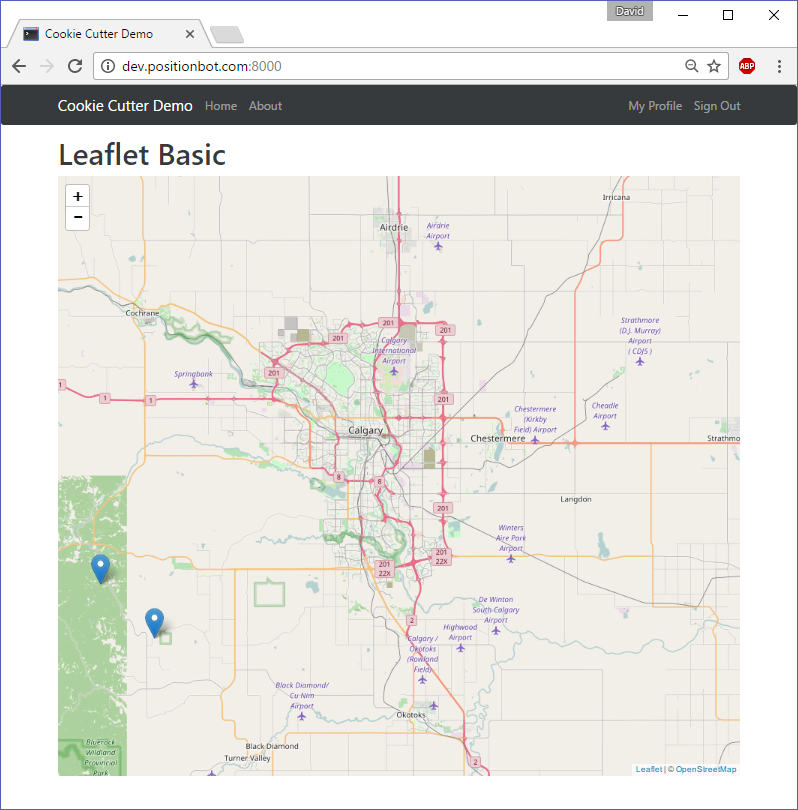 David
Cookie Cutter Demo
dev.positionbot.com:8000
ABP
Cookie Cutter Demo Home About My Profile Sign Out
Leaflet Basic
+
-
Irricana
Airdrie
Airdrie
Airport
Cochrane
201
201
201
Strathmore
(D.J. Murray)
Airport
( CDJS )
Calgary
International
Airport
201
Springbank
1
1
1
201
Chestermere
(Kirkby
Field) Airport
Cheadle
Airport
Calgary
Chestermere
Strathmo
8
8
Langdon
201
Winters
Aire Park
Airport
201
22X
201
22X
De Winton
South Calgary
Airport
2
Highwood
Airport
Calgary /
Okotoks
(Rowland
Field)
Black Diamond/
Cu Nim
Airport
Okotoks
Bluerock
Wildland
Provincial
Park
Black Diamond
Turner Valley
2
Leaflet | © OpenStreetMap